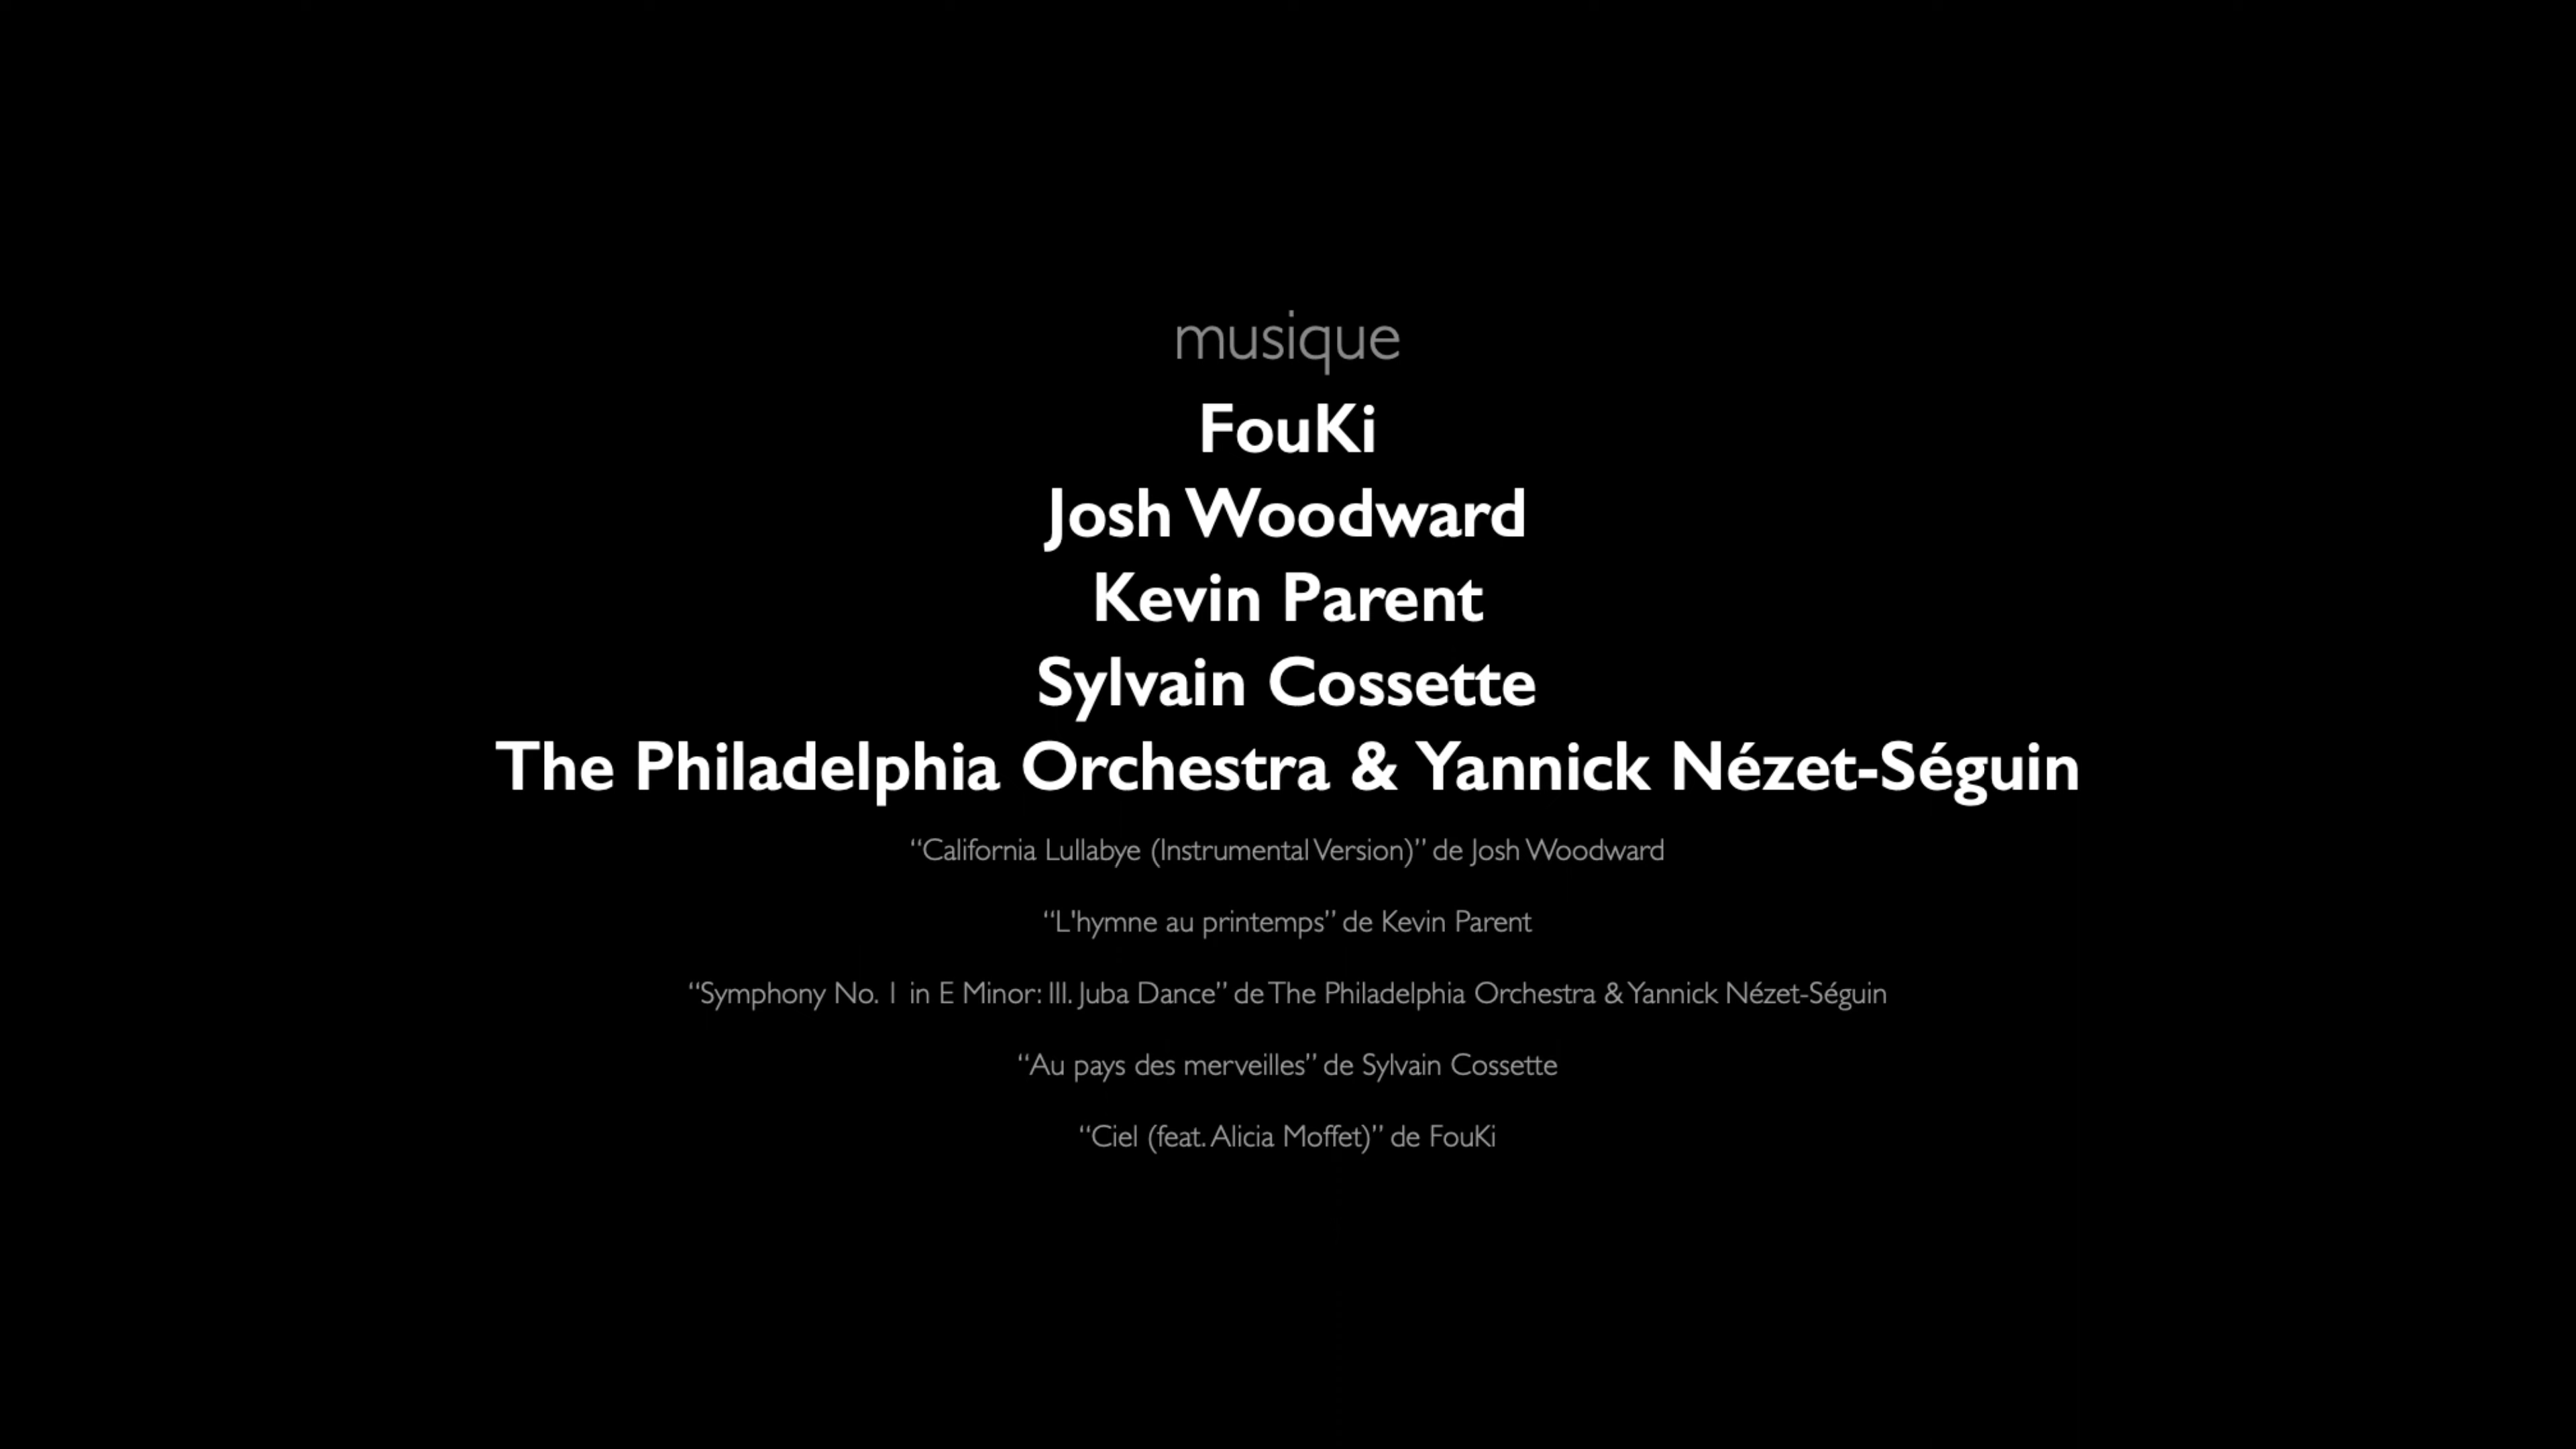 musique
FouKi
Josh Woodward
Kevin Parent
Sylvain Cossette
The Philadelphia Orchestra & Yannick Nézet-Séguin
“California Lullabye (Instrumental Version)” de Josh Woodward
“L'hymne au printemps” de Kevin Parent
“Symphony No. 1 in E Minor: III. Juba Dance” de The Philadelphia Orchestra & Yannick Nézet-Séguin
“Au pays des merveilles” de Sylvain Cossette
“Ciel (feat. Alicia Moffet)” de FouKi